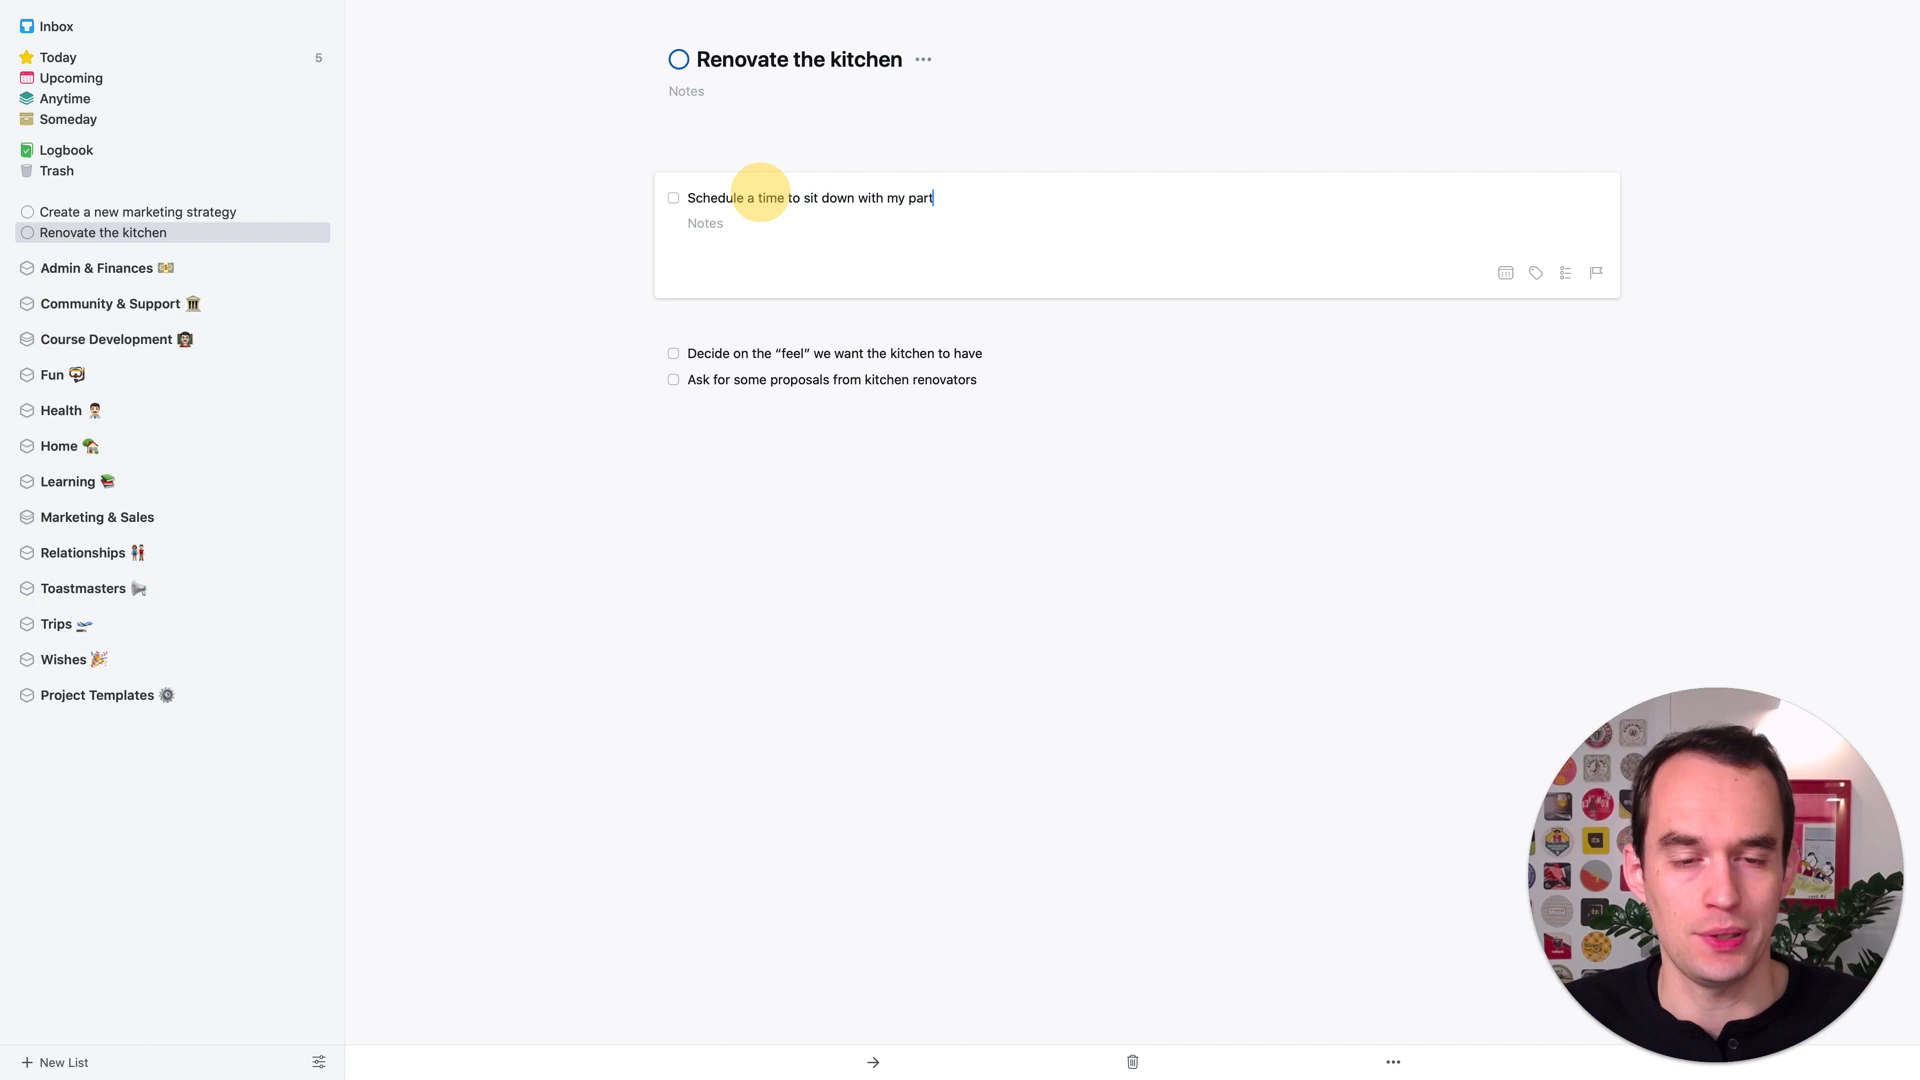 Inbox
Today 5
Upcoming
Anytime
Someday
Logbook
Trash
Create a new marketing strategy
Renovate the kitchen
Admin & Finances
Community & Support
Course Development
Fun
Health
Home
Learning
Marketing & Sales
Relationships
Toastmasters
Trips
Wishes
Project Templates
New List
Renovate the kitchen
Notes
Schedule a time to sit down with my part
Notes
Decide on the “feel” we want the kitchen to have
Ask for some proposals from kitchen renovators